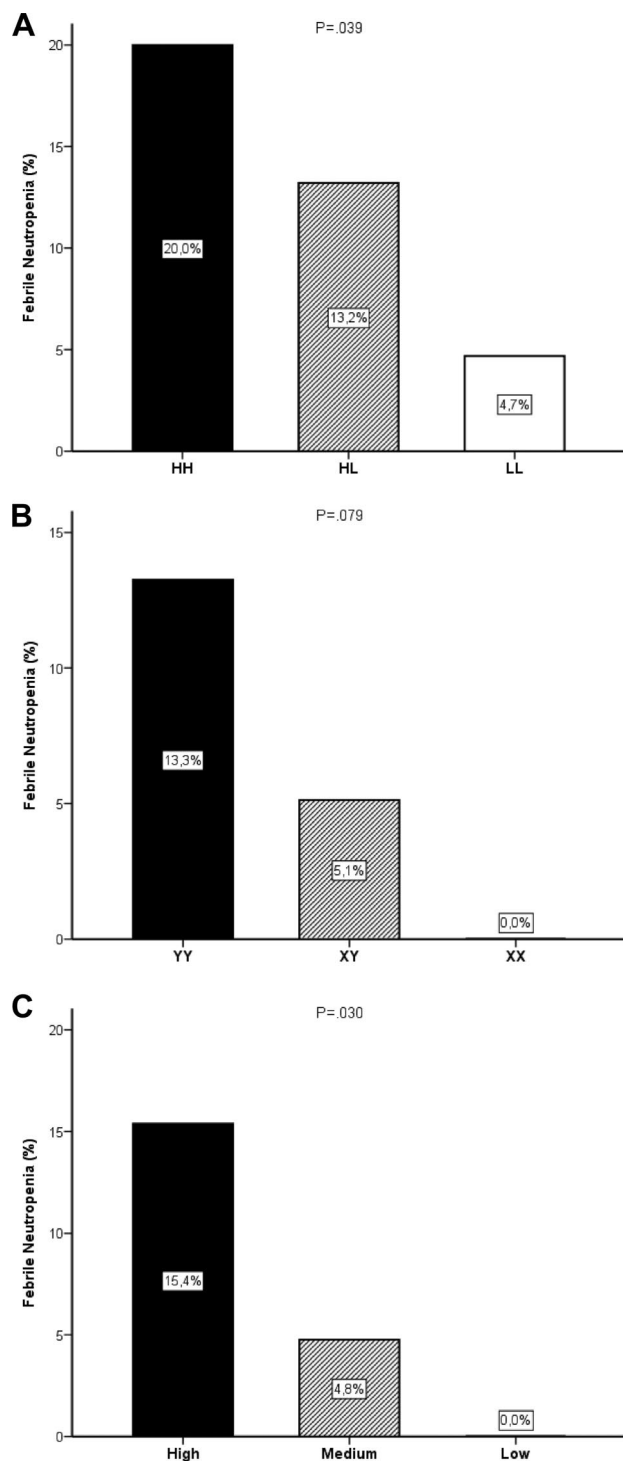 A
P=.039
Febrile Neutropenia (%)
20
15
10
5
0
20,0%
13,2%
4,7%
HH HL LL
B
P=.079
Febrile Neutropenia (%)
15
10
5
0
13,3%
5,1%
0,0%
YY XY XX
C
P=.030
Febrile Neutropenia (%)
20
15
10
5
0
15,4%
4,8%
0,0%
High Medium Low